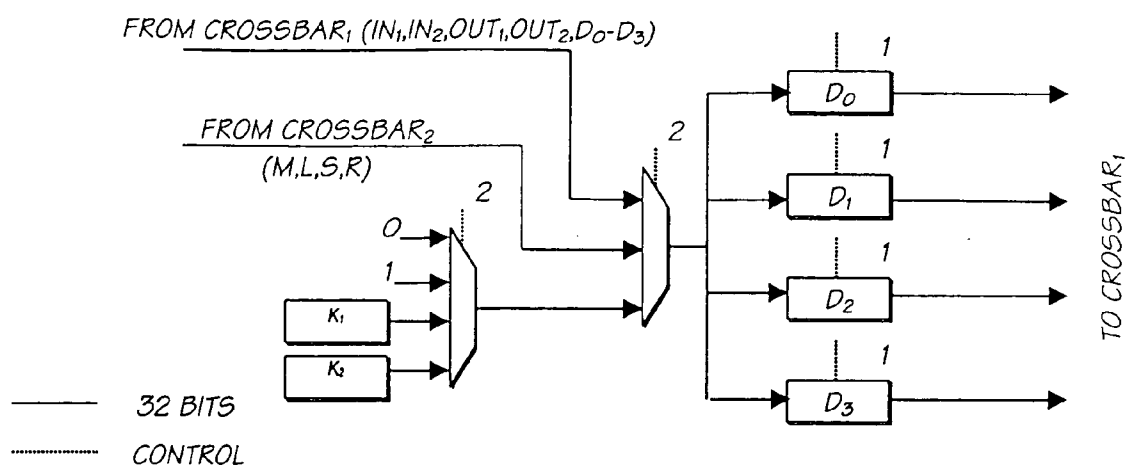 FROM CROSSBAR₁ (IN₁,IN₂,OUT₁,OUT₂,D₀-D₃)
FROM CROSSBAR₂
(M,L,S,R)
2
0
1
K₁
K₂
2
1
D₀
1
D₁
1
D₂
1
D₃
TO CROSSBAR₁
32 BITS
CONTROL